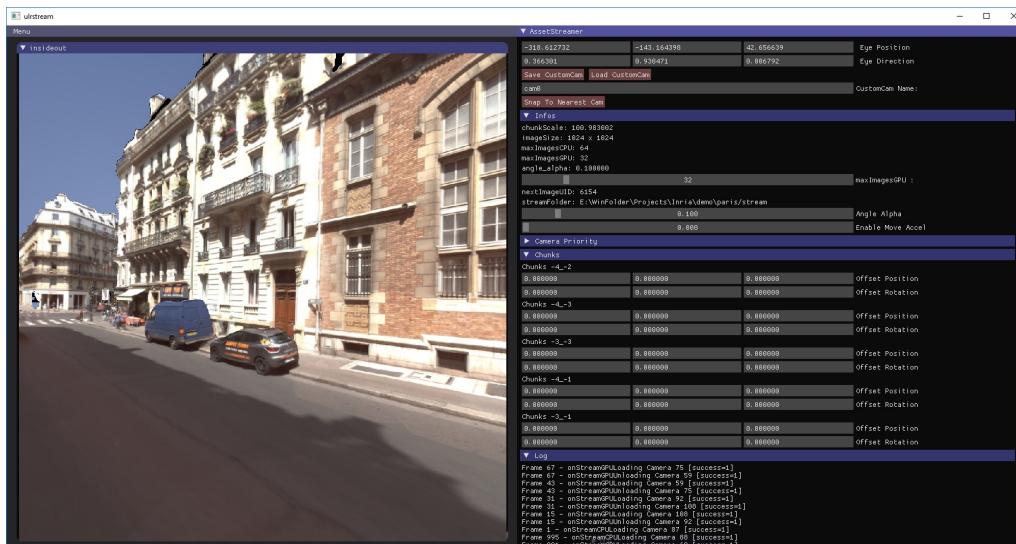 ulrstream
Menu
▼ insideout
▼ AssetStreamer
-318.612732 -143.164398 42.656639 Eye Position
0.366301 0.930471 0.006792 Eye Direction
Save CustomCam Load CustomCam
cam0 CustomCam Name:
Snap To Nearest Cam
▼ Infos
chunkScale: 100.983002
imageSize: 1024 x 1024
maxImagesCPU: 64
maxImagesGPU: 32
angle_alpha: 0.100000
32 maxImagesGPU :
nextImageUID: 6154
streamFolder: E:\WinFolder\Projects\Inria\demo\paris/stream
0.100 Angle Alpha
0.000 Enable Move Accel
▶ Camera Priority
▼ Chunks
Chunks -4_-2
0.000000 0.000000 0.000000 Offset Position
0.000000 0.000000 0.000000 Offset Rotation
Chunks -4_-3
0.000000 0.000000 0.000000 Offset Position
0.000000 0.000000 0.000000 Offset Rotation
Chunks -3_-3
0.000000 0.000000 0.000000 Offset Position
0.000000 0.000000 0.000000 Offset Rotation
Chunks -4_-1
0.000000 0.000000 0.000000 Offset Position
0.000000 0.000000 0.000000 Offset Rotation
Chunks -3_-1
0.000000 0.000000 0.000000 Offset Position
0.000000 0.000000 0.000000 Offset Rotation
▼ Log
Frame 67 - onStreamGPULoading Camera 75 [success=1]
Frame 67 - onStreamGPUUnloading Camera 59 [success=1]
Frame 43 - onStreamGPULoading Camera 59 [success=1]
Frame 43 - onStreamGPUUnloading Camera 75 [success=1]
Frame 31 - onStreamGPULoading Camera 92 [success=1]
Frame 31 - onStreamGPUUnloading Camera 108 [success=1]
Frame 15 - onStreamGPULoading Camera 108 [success=1]
Frame 15 - onStreamGPUUnloading Camera 92 [success=1]
Frame 1 - onStreamCPULoading Camera 87 [success=1]
Frame 995 - onStreamCPULoading Camera 88 [success=1]